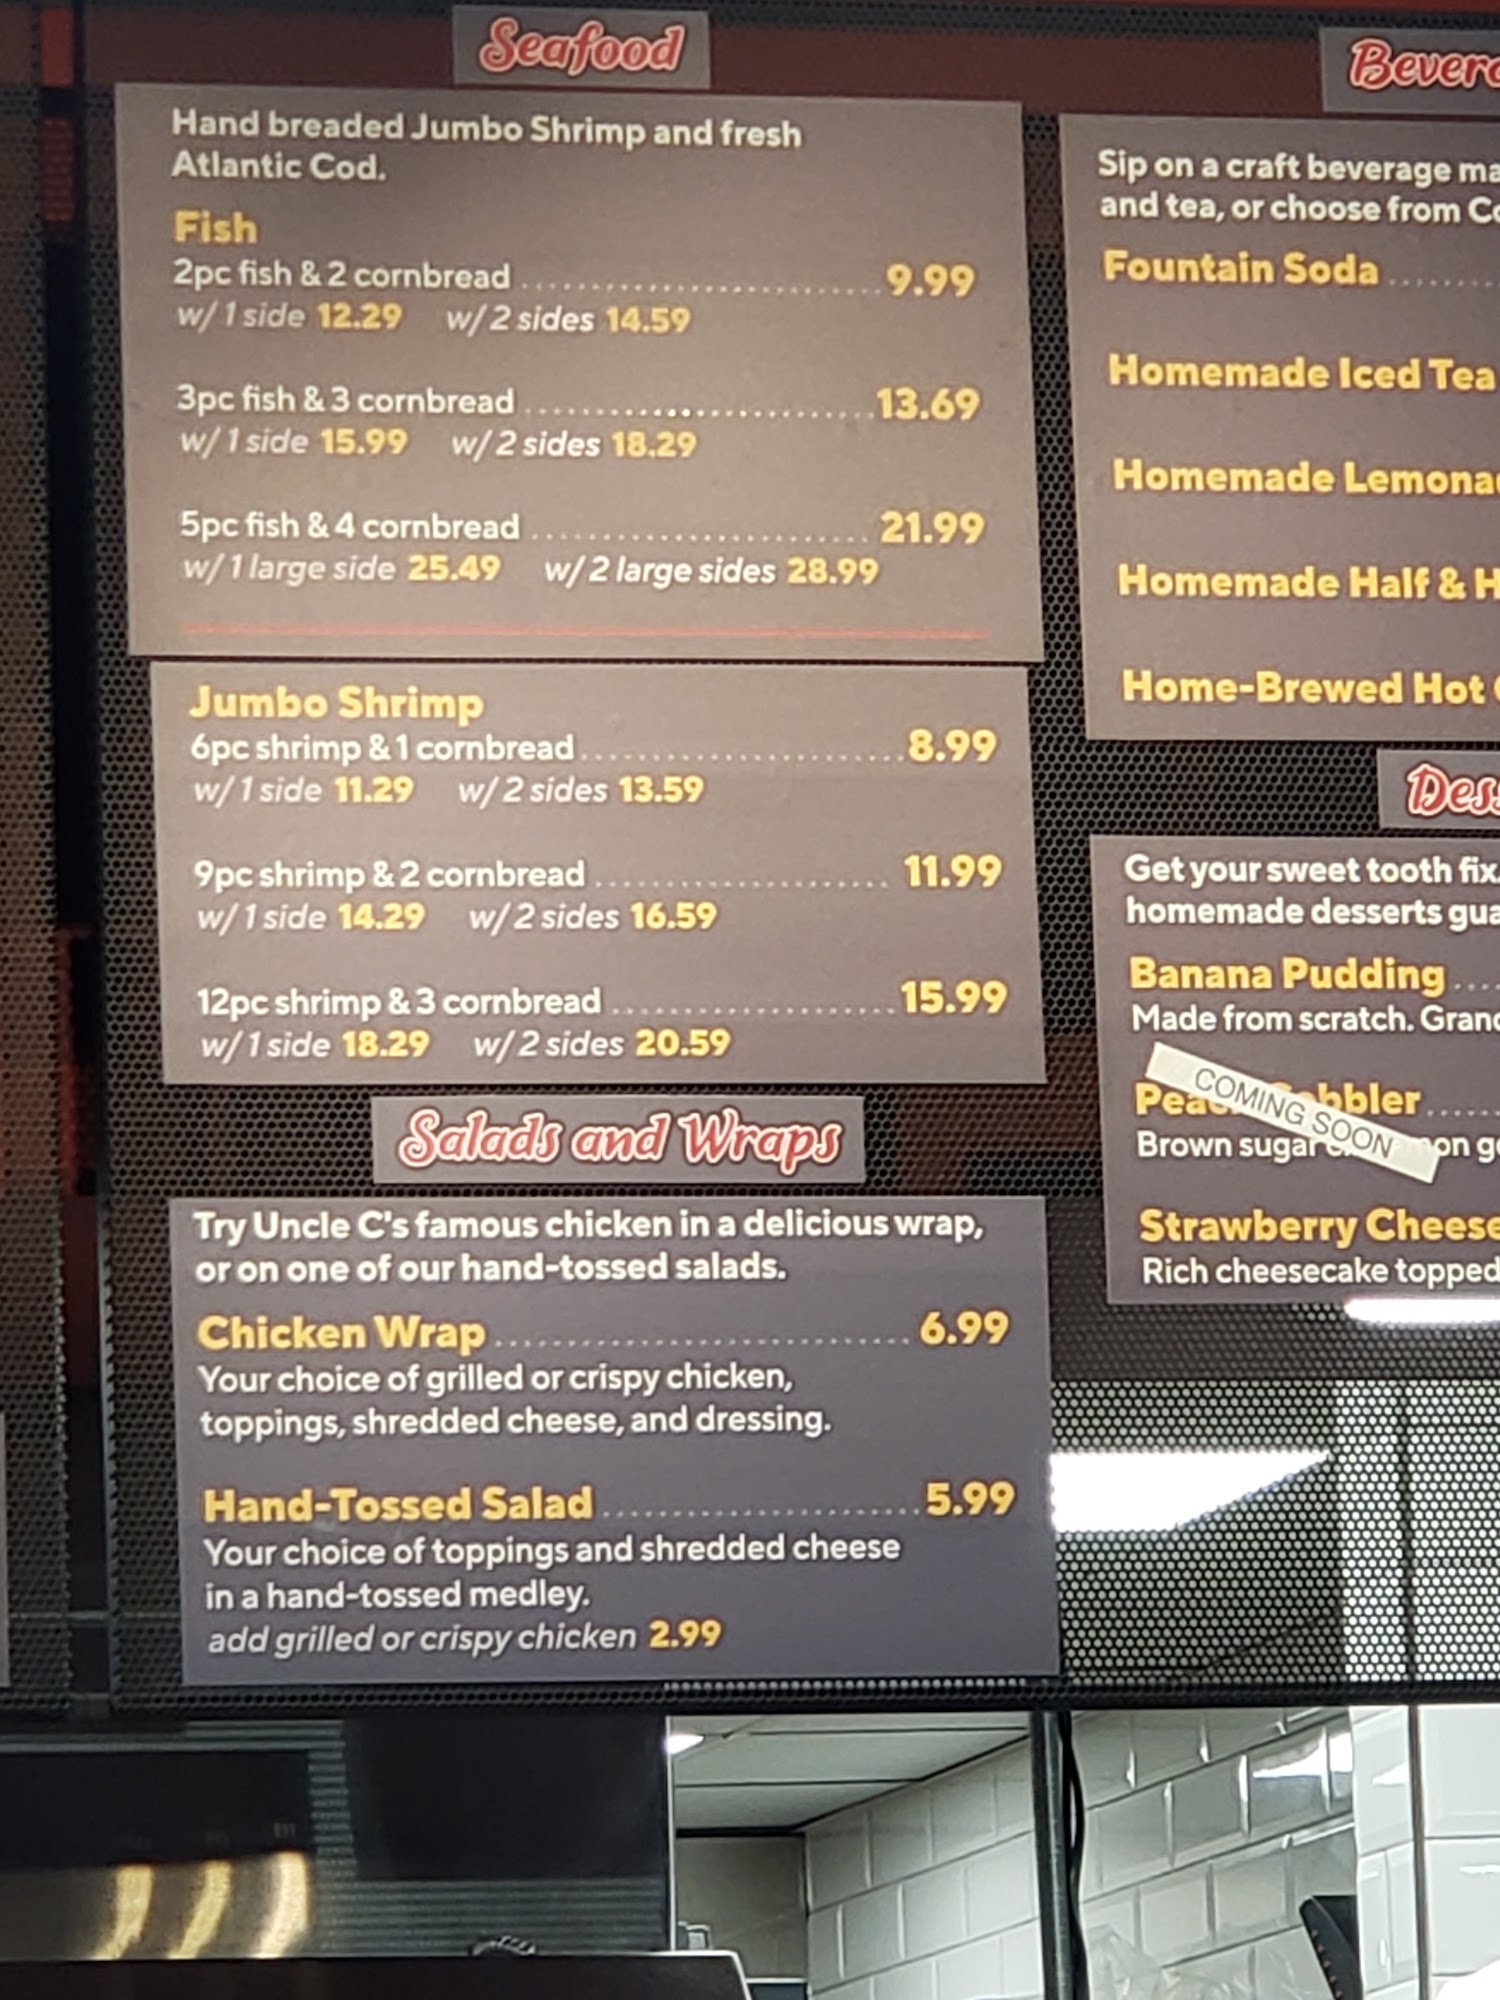 Seafood
Hand breaded Jumbo Shrimp and fresh
Atlantic Cod.
Fish
2pc fish & 2 cornbread ........ 9.99
w/ 1 side 12.29 w/ 2 sides 14.59
3pc fish & 3 cornbread ........ 13.69
w/ 1 side 15.99 w/ 2 sides 18.29
5pc fish & 4 cornbread ........ 21.99
w/ 1 large side 25.49 w/ 2 large sides 28.99
Jumbo Shrimp
6pc shrimp & 1 cornbread ........ 8.99
w/ 1 side 11.29 w/ 2 sides 13.59
9pc shrimp & 2 cornbread ........ 11.99
w/ 1 side 14.29 w/ 2 sides 16.59
12pc shrimp & 3 cornbread ........ 15.99
w/ 1 side 18.29 w/ 2 sides 20.59
Salads and Wraps
Try Uncle C's famous chicken in a delicious wrap,
or on one of our hand-tossed salads.
Chicken Wrap ........ 6.99
Your choice of grilled or crispy chicken,
toppings, shredded cheese, and dressing.
Hand-Tossed Salad ........ 5.99
Your choice of toppings and shredded cheese
in a hand-tossed medley.
add grilled or crispy chicken 2.99
Sip on a craft beverage
and tea, or choose from
Fountain Soda ........
Homemade Iced Tea
Homemade
Homemade Half &
Home-Brewed Hot
Get your sweet tooth fix.
homemade desserts
Banana Pudding ....
Made from scratch.
COMING SOON
Brown sugar
Strawberry
Rich cheesecake topped